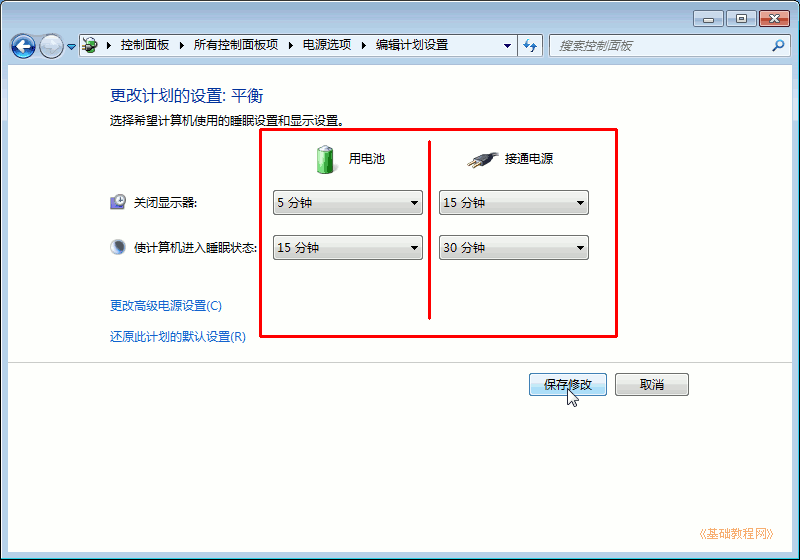 控制面板 所有控制面板项 电源选项 编辑计划设置 搜索控制面板
更改计划的设置: 平衡
选择希望计算机使用的睡眠设置和显示设置。
用电池 接通电源
关闭显示器: 5 分钟 15 分钟
使计算机进入睡眠状态: 15 分钟 30 分钟
更改高级电源设置(C)
还原此计划的默认设置(R)
保存修改 取消
《基础教程网》